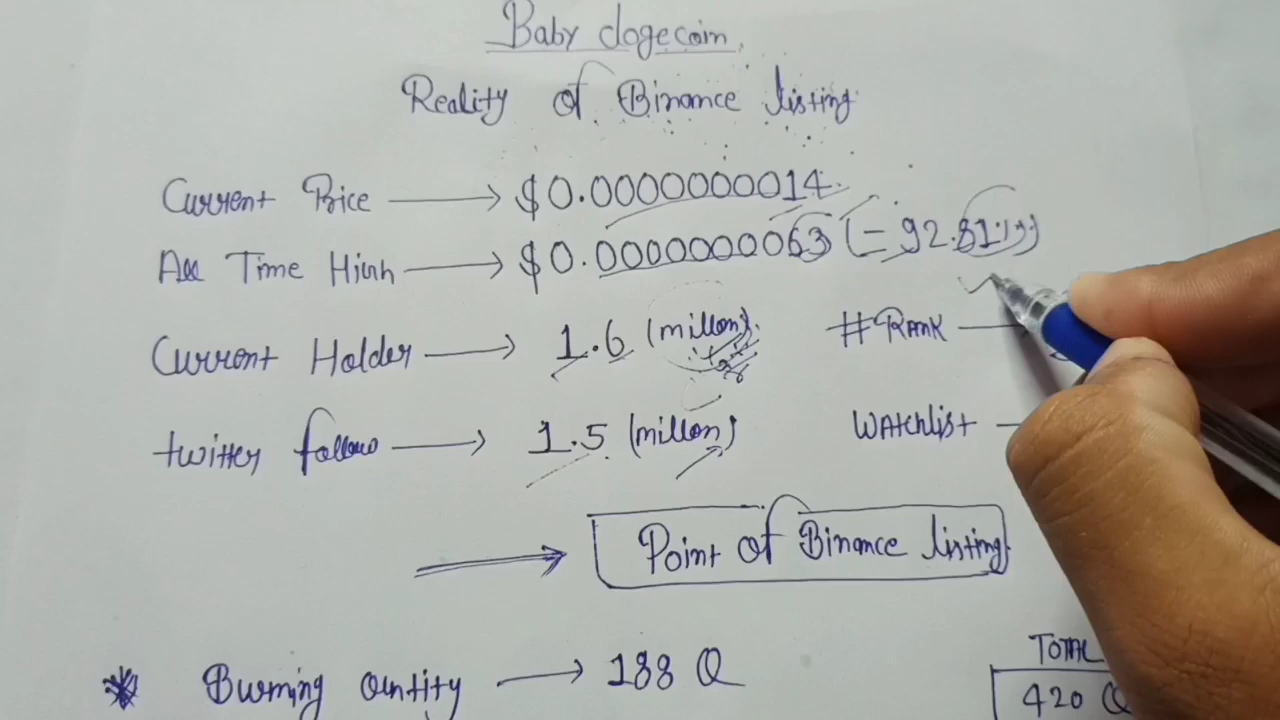 Baby dogecoin
Reality of Binance listing
Current Price → $0.0000000014
All Time High → $0.0000000063 (-92.81%)
Current Holder → 1.6 (millon) #RANK →
twitter follow → 1.5 (millon) WATCHLIST →
Point of Binance listing
Burning Quntity → 188 Q
TOTAL
420 Q